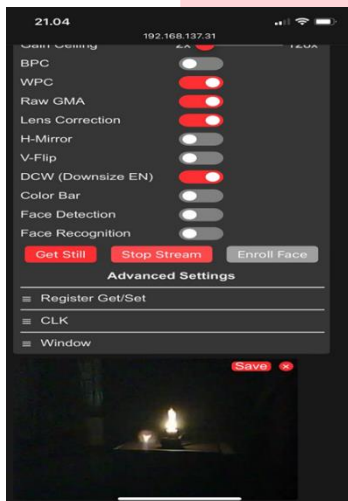 21.04
192.168.137.31
Gain Ceiling 2x 128x
BPC
WPC
Raw GMA
Lens Correction
H-Mirror
V-Flip
DCW (Downsize EN)
Color Bar
Face Detection
Face Recognition
Get Still Stop Stream Enroll Face
Advanced Settings
Register Get/Set
CLK
Window
Save